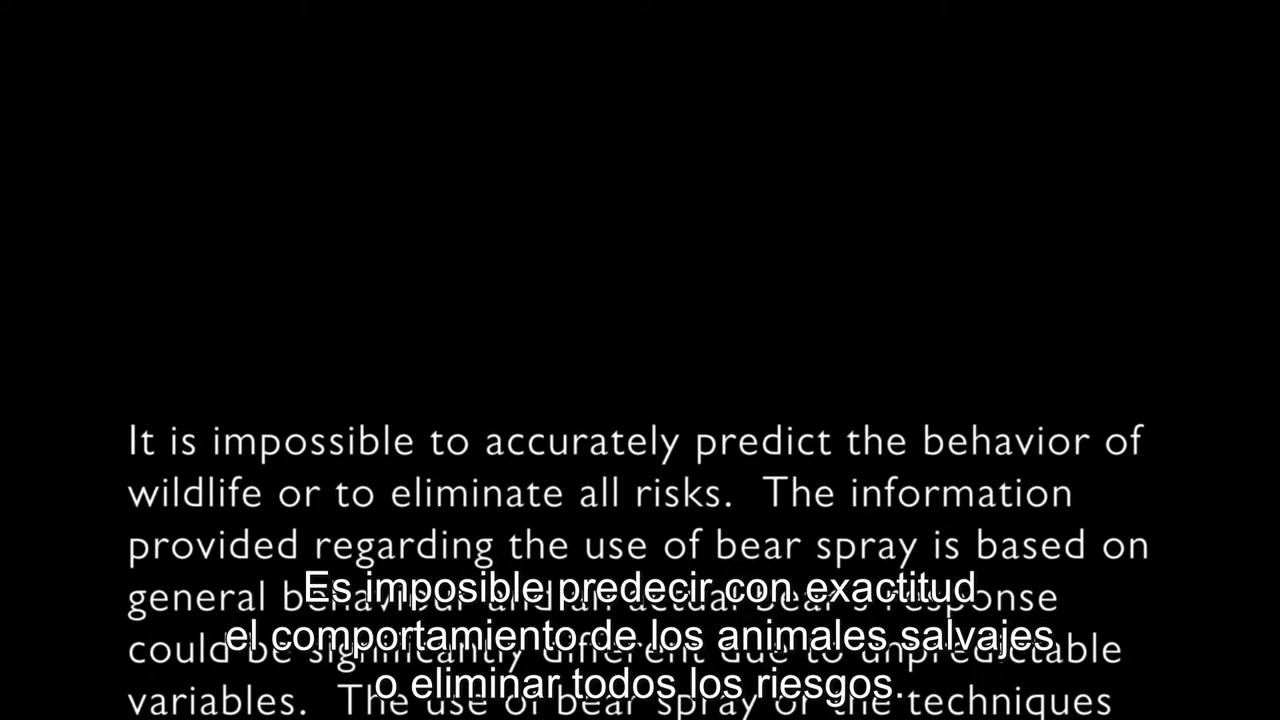 It is impossible to accurately predict the behavior of
wildlife or to eliminate all risks. The information
provided regarding the use of bear spray is based on
general behaviour and an actual bear's response
could be significantly different due to unpredictable
variables. The use of bear spray or the techniques
Es imposible predecir con exactitud
el comportamiento de los animales salvajes
o eliminar todos los riesgos.